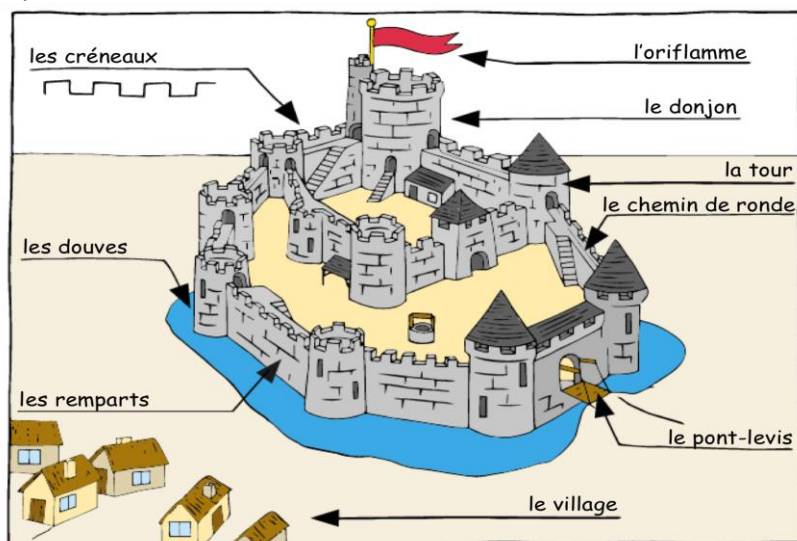 les créneaux
l'oriflamme
le donjon
la tour
le chemin de ronde
les douves
les remparts
le pont-levis
le village